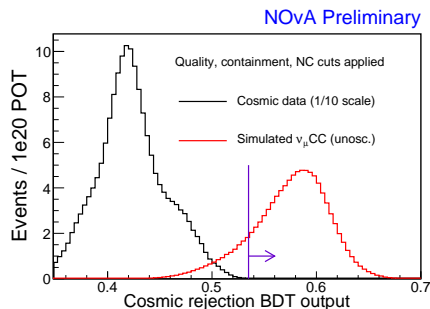 NOvA Preliminary
Events / 1e20 POT
10
8
6
4
2
0
Quality, containment, NC cuts applied
Cosmic data (1/10 scale)
Simulated νμCC (unosc.)
0.4 0.5 0.6 0.7
Cosmic rejection BDT output